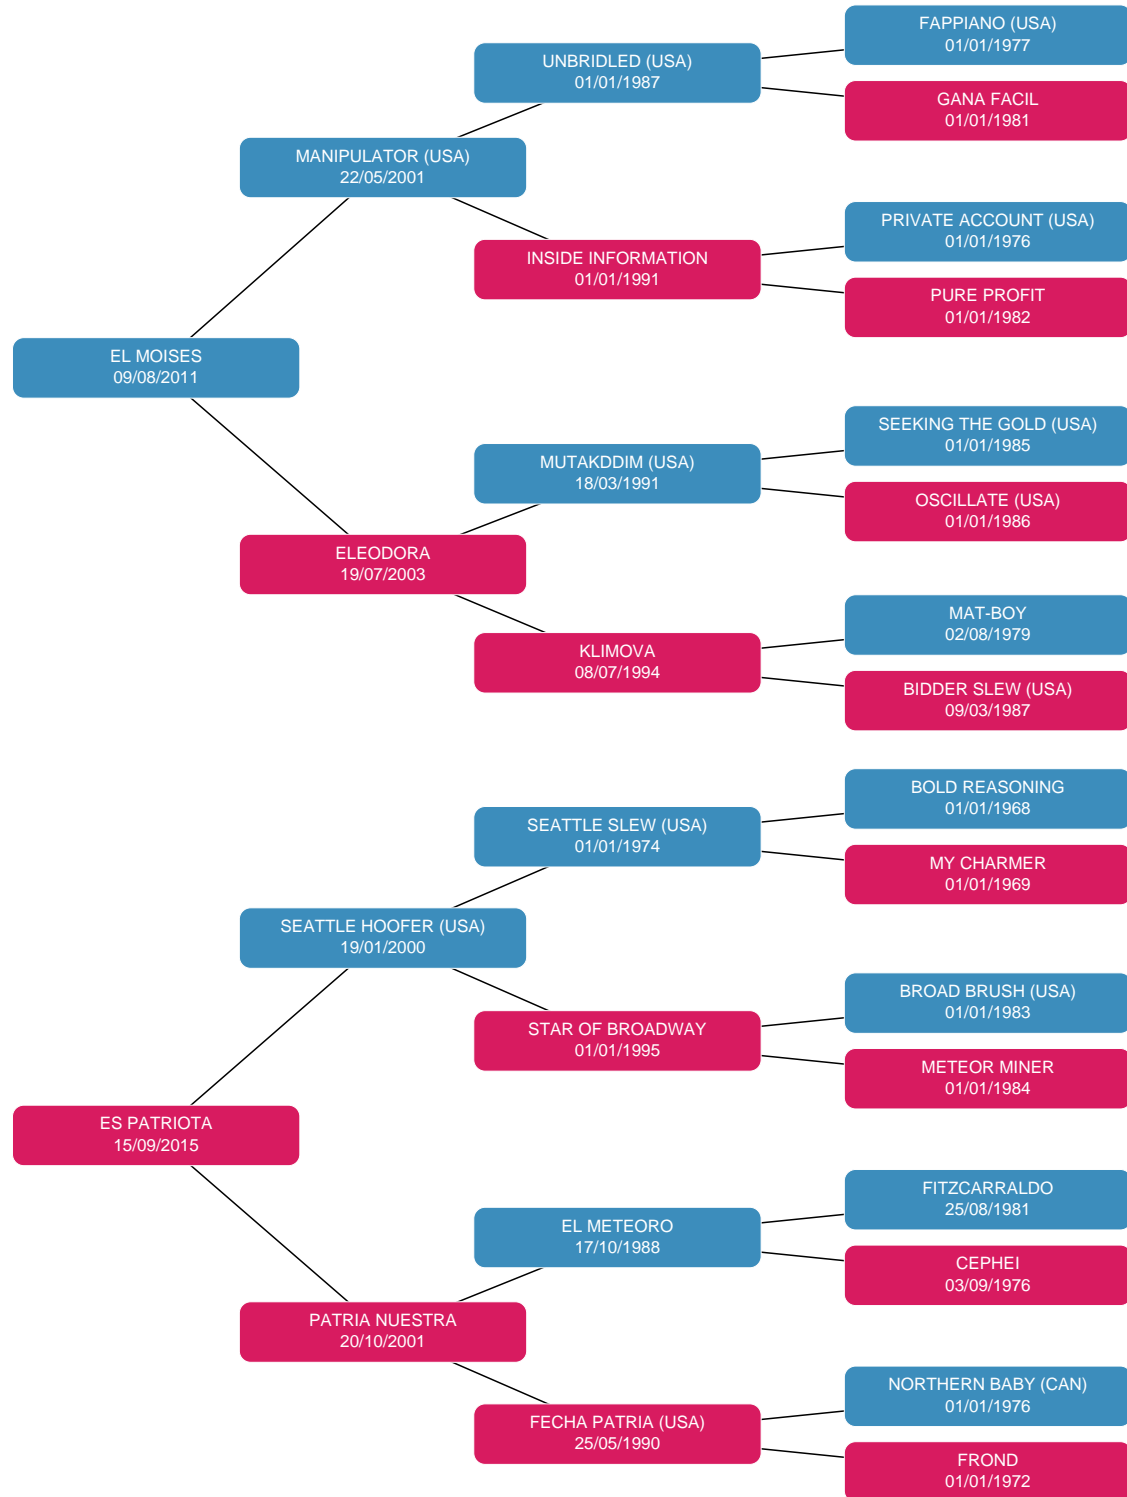 FAPPIANO (USA)
01/01/1977
UNBRIDLED (USA)
01/01/1987
GANA FACIL
01/01/1981
MANIPULATOR (USA)
22/05/2001
PRIVATE ACCOUNT (USA)
01/01/1976
INSIDE INFORMATION
01/01/1991
PURE PROFIT
01/01/1982
EL MOISES
09/08/2011
SEEKING THE GOLD (USA)
01/01/1985
MUTAKDDIM (USA)
18/03/1991
OSCILLATE (USA)
01/01/1986
ELEODORA
19/07/2003
MAT-BOY
02/08/1979
KLIMOVA
08/07/1994
BIDDER SLEW (USA)
09/03/1987
BOLD REASONING
01/01/1968
SEATTLE SLEW (USA)
01/01/1974
MY CHARMER
01/01/1969
SEATTLE HOOFER (USA)
19/01/2000
BROAD BRUSH (USA)
01/01/1983
STAR OF BROADWAY
01/01/1995
METEOR MINER
01/01/1984
ES PATRIOTA
15/09/2015
FITZCARRALDO
25/08/1981
EL METEORO
17/10/1988
CEPHEI
03/09/1976
PATRIA NUESTRA
20/10/2001
NORTHERN BABY (CAN)
01/01/1976
FECHA PATRIA (USA)
25/05/1990
FROND
01/01/1972